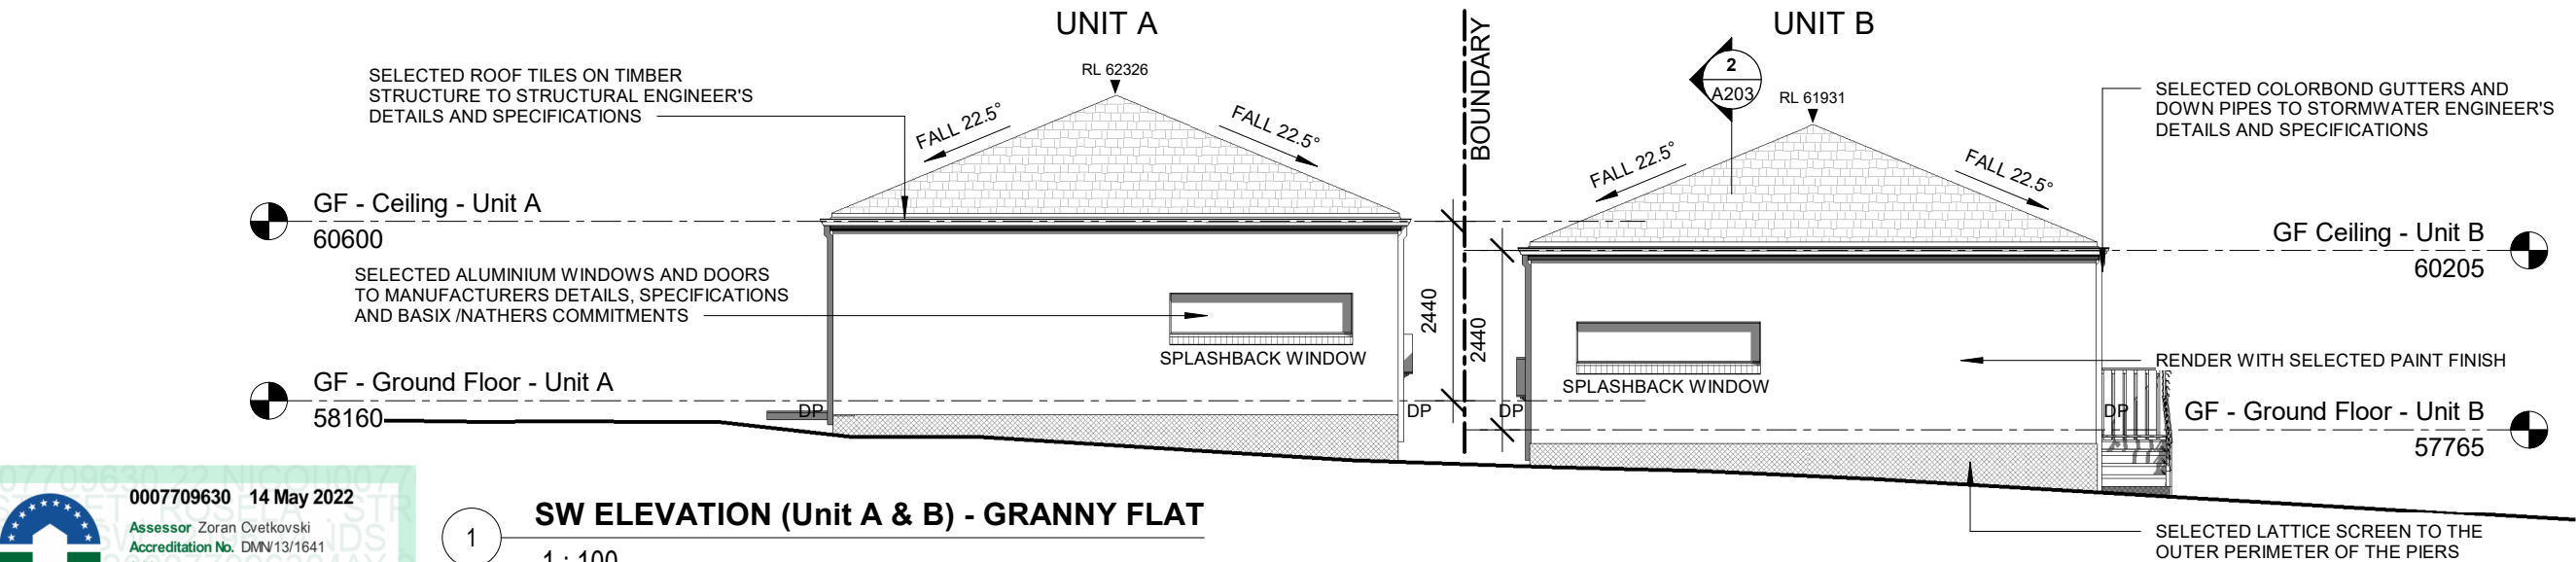 UNIT A
UNIT B
BOUNDARY
SELECTED ROOF TILES ON TIMBER
STRUCTURE TO STRUCTURAL ENGINEER'S
DETAILS AND SPECIFICATIONS
RL 62326
FALL 22.5°
FALL 22.5°
2
A203
RL 61931
FALL 22.5°
FALL 22.5°
SELECTED COLORBOND GUTTERS AND
DOWN PIPES TO STORMWATER ENGINEER'S
DETAILS AND SPECIFICATIONS
GF - Ceiling - Unit A
60600
GF Ceiling - Unit B
60205
SELECTED ALUMINIUM WINDOWS AND DOORS
TO MANUFACTURERS DETAILS, SPECIFICATIONS
AND BASIX /NATHERS COMMITMENTS
SPLASHBACK WINDOW
2440
2440
SPLASHBACK WINDOW
RENDER WITH SELECTED PAINT FINISH
GF - Ground Floor - Unit A
58160
DP
DP
DP
DP
GF - Ground Floor - Unit B
57765
0007709630 14 May 2022
Assessor Zoran Cvetkovski
Accreditation No. DMN/13/1641
1
SW ELEVATION (Unit A & B) - GRANNY FLAT
1 : 100
SELECTED LATTICE SCREEN TO THE
OUTER PERIMETER OF THE PIERS